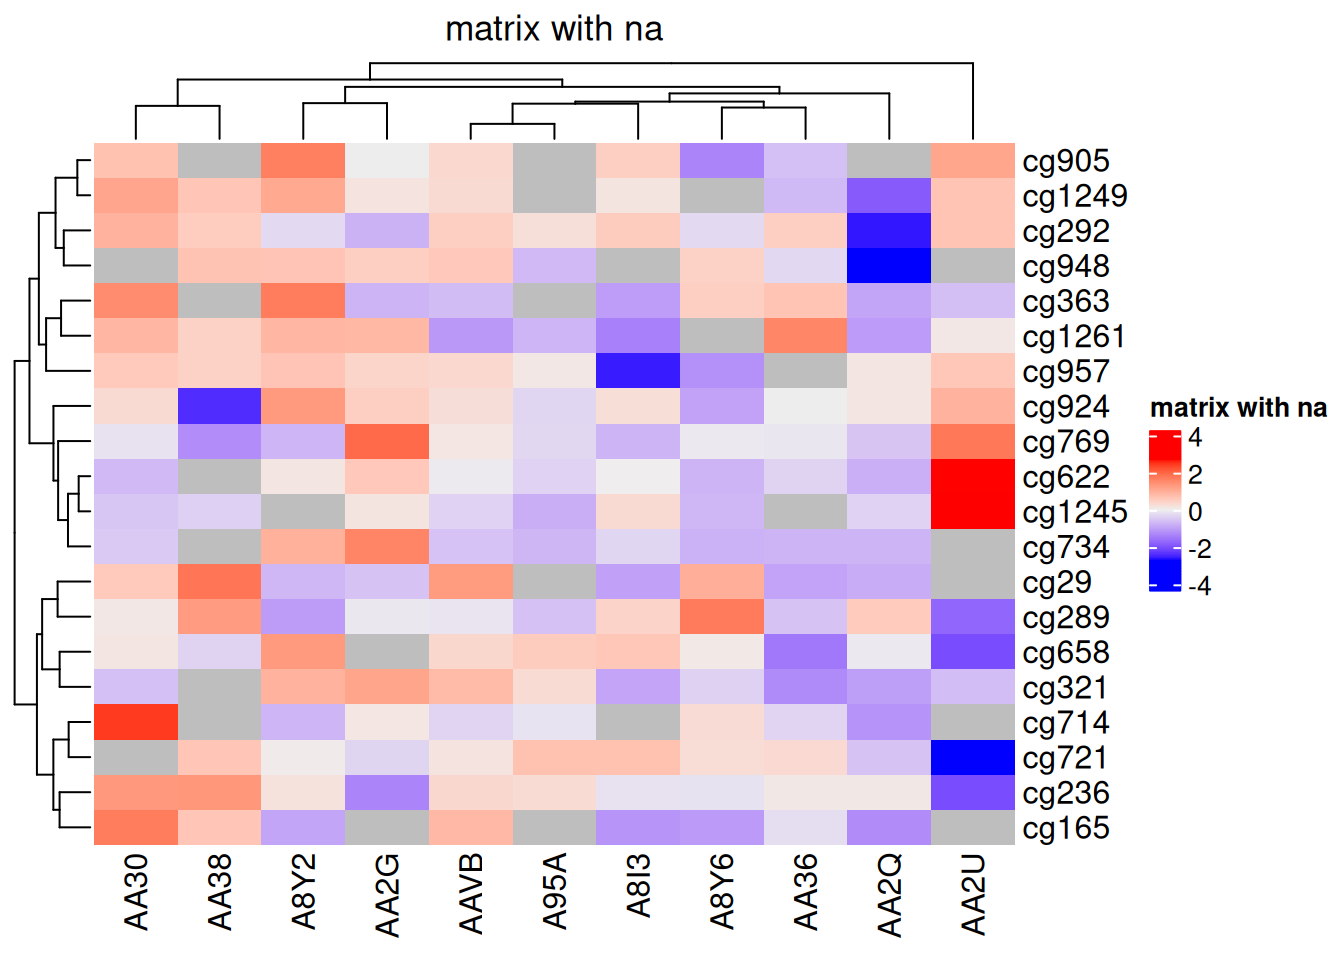 matrix with na
cg905
cg1249
cg292
cg948
cg363
cg1261
cg957
cg924
cg769
cg622
cg1245
cg734
cg29
cg289
cg658
cg321
cg714
cg721
cg236
cg165
matrix with na
4
2
0
-2
-4
AA30 AA38 A8Y2 AA2G AAVB A95A A8I3 A8Y6 AA36 AA2Q AA2U